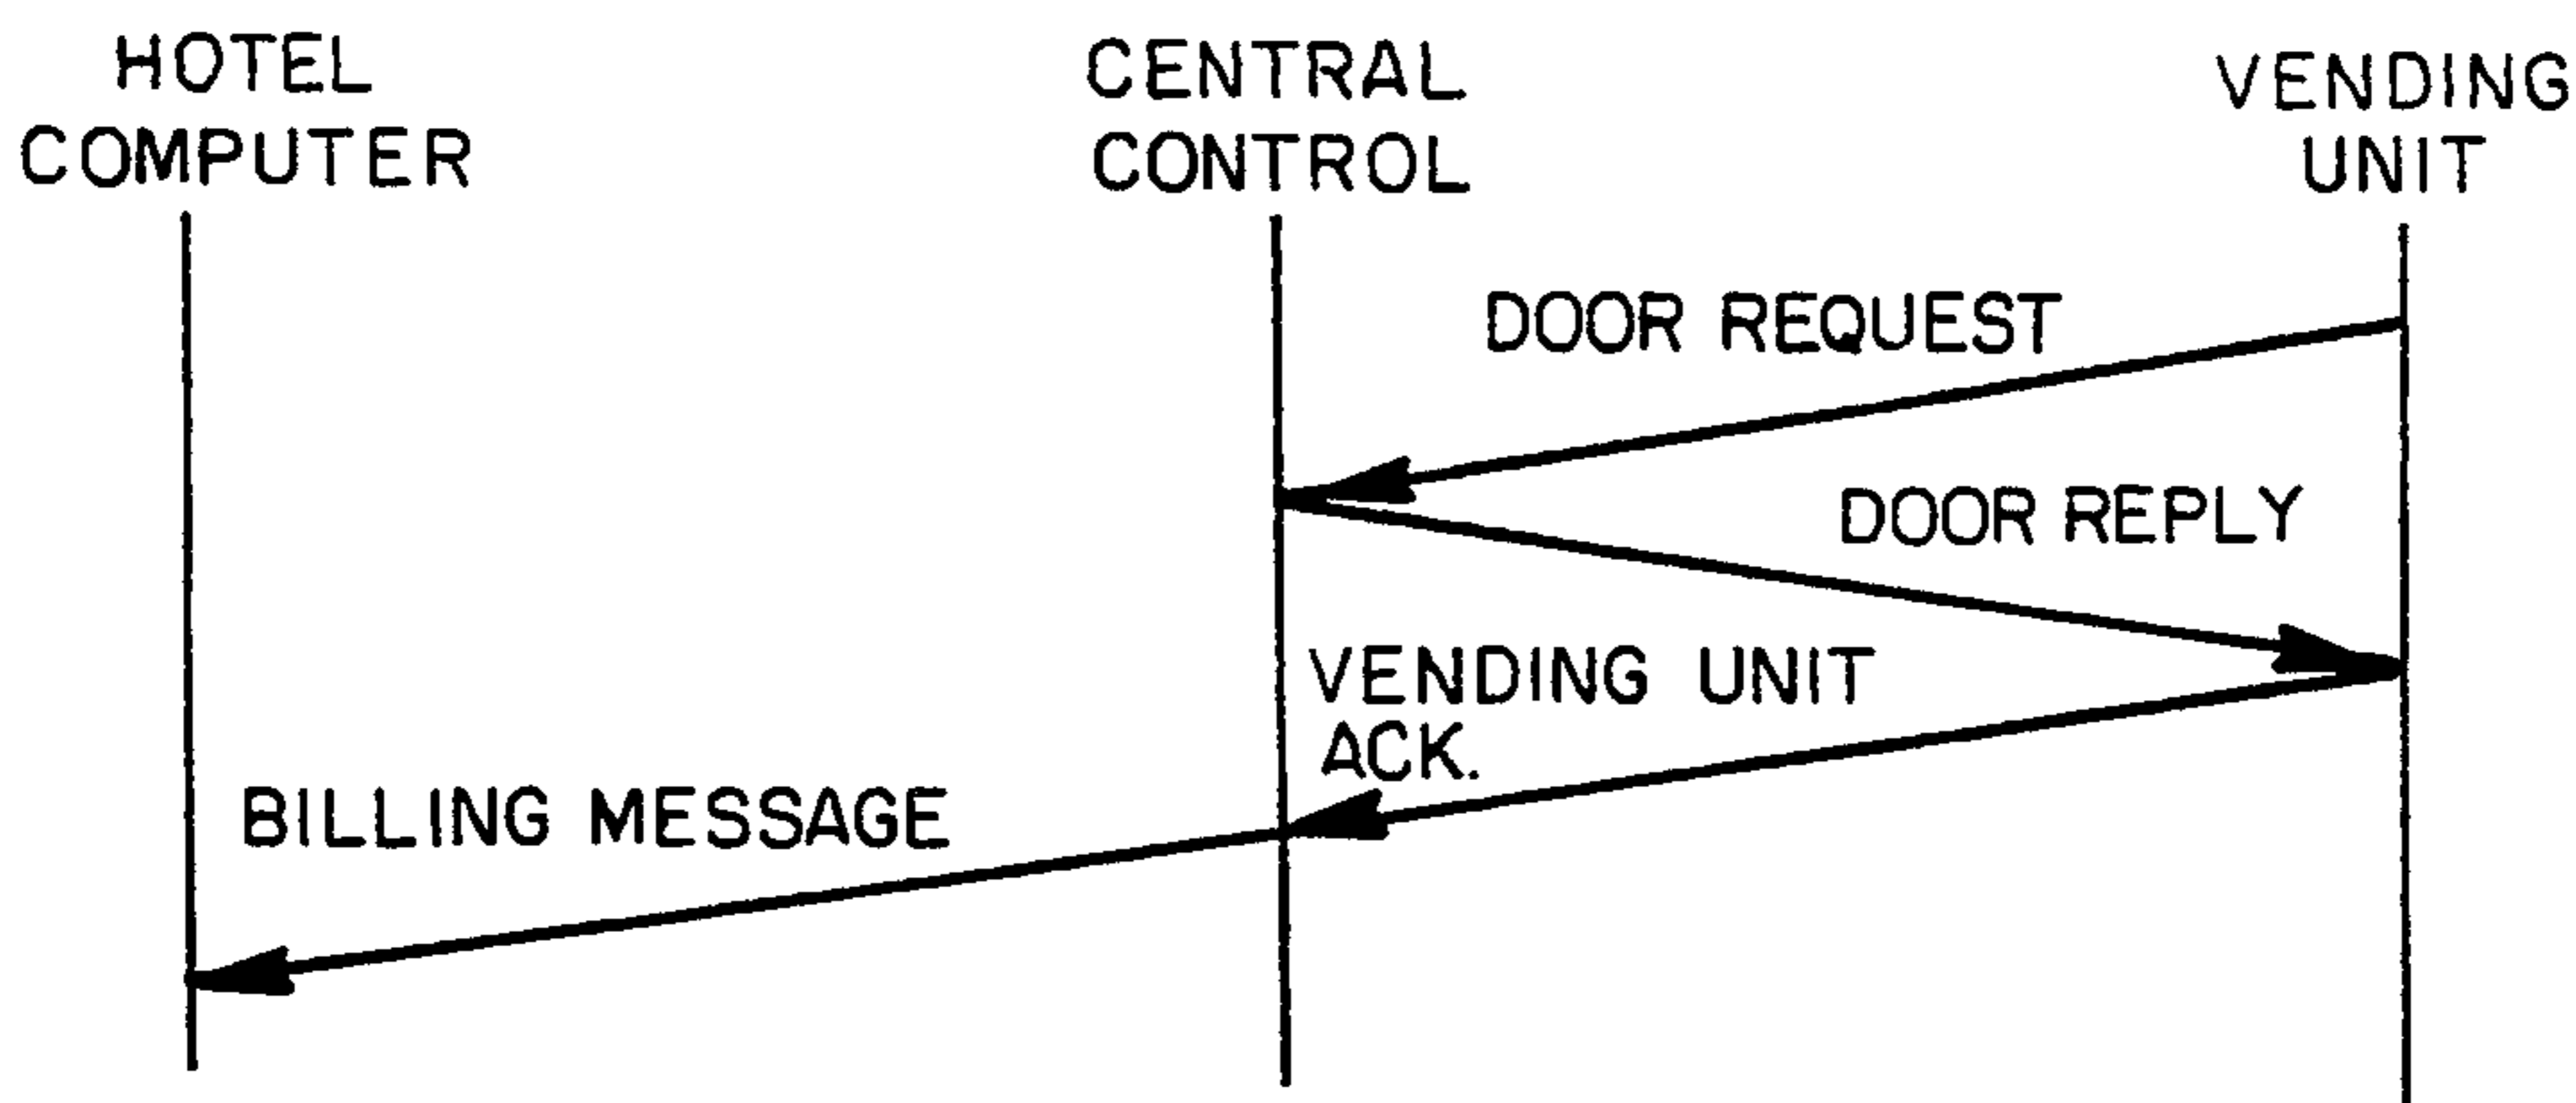 HOTEL
COMPUTER
CENTRAL
CONTROL
VENDING
UNIT
DOOR REQUEST
DOOR REPLY
VENDING UNIT
ACK.
BILLING MESSAGE